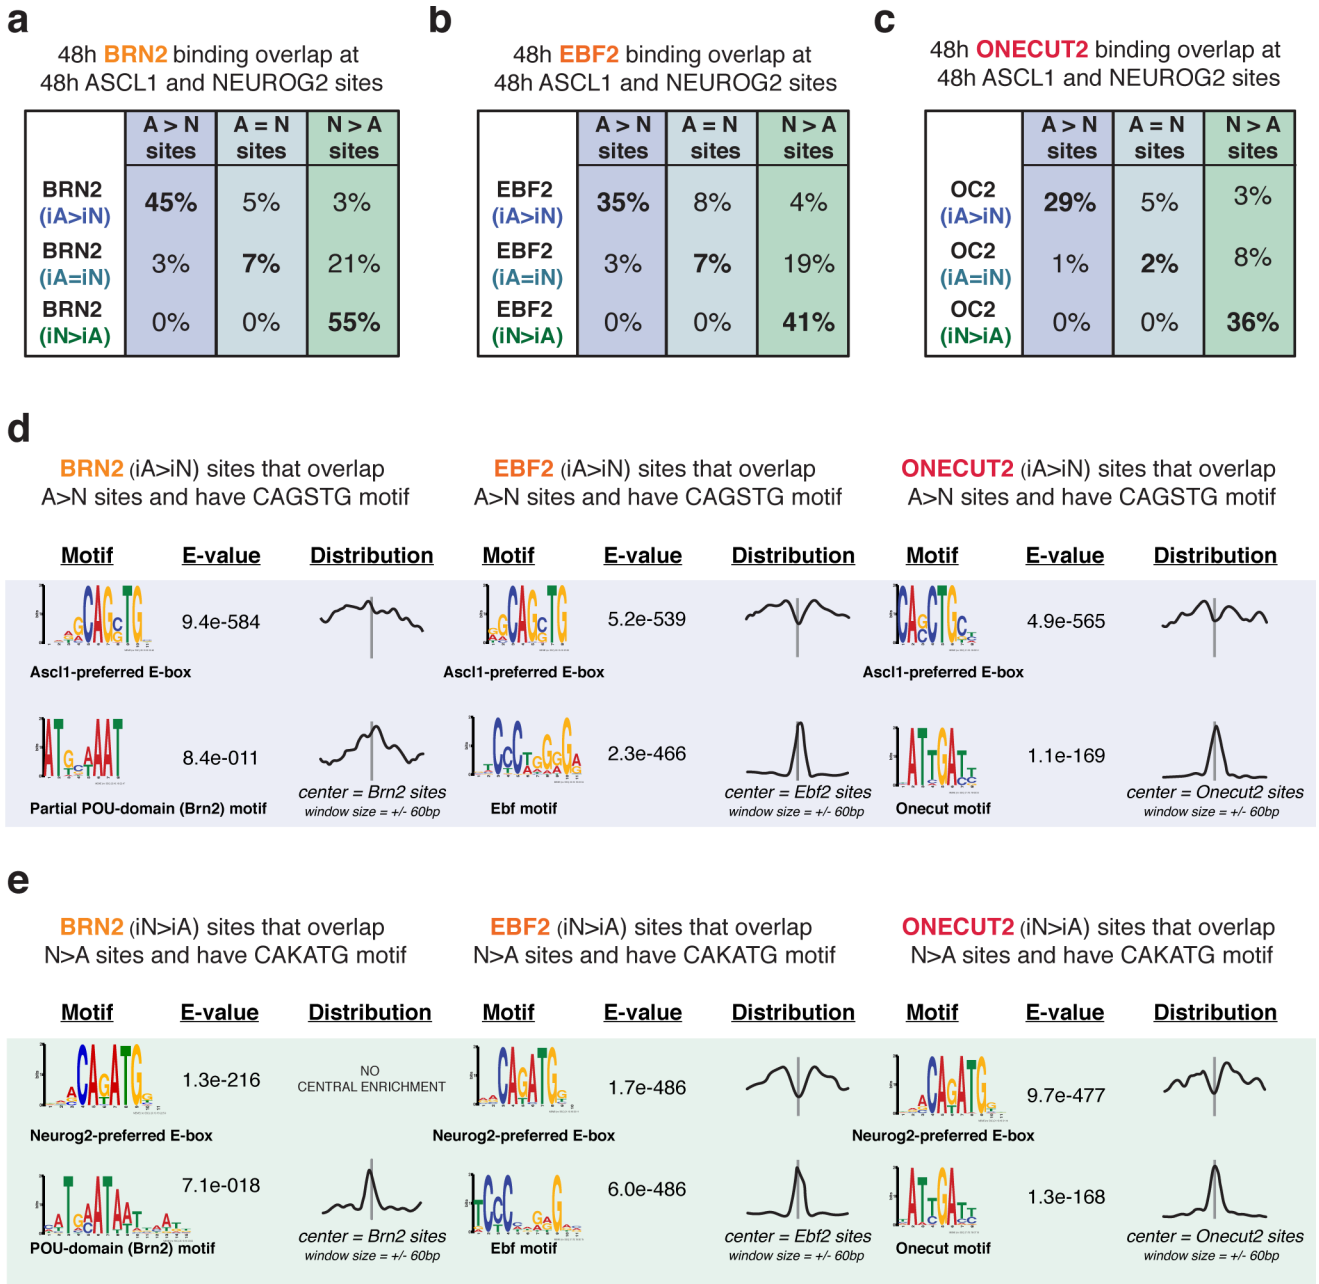 a
48h BRN2 binding overlap at
48h ASCL1 and NEUROG2 sites
A > N sites A = N sites N > A sites
BRN2 (iA>iN) 45% 5% 3%
BRN2 (iA=iN) 3% 7% 21%
BRN2 (iN>iA) 0% 0% 55%
b
48h EBF2 binding overlap at
48h ASCL1 and NEUROG2 sites
A > N sites A = N sites N > A sites
EBF2 (iA>iN) 35% 8% 4%
EBF2 (iA=iN) 3% 7% 19%
EBF2 (iN>iA) 0% 0% 41%
c
48h ONECUT2 binding overlap at
48h ASCL1 and NEUROG2 sites
A > N sites A = N sites N > A sites
OC2 (iA>iN) 29% 5% 3%
OC2 (iA=iN) 1% 2% 8%
OC2 (iN>iA) 0% 0% 36%
d
BRN2 (iA>iN) sites that overlap
A>N sites and have CAGSTG motif
Motif E-value Distribution
9.4e-584
Ascl1-preferred E-box
8.4e-011
Partial POU-domain (Brn2) motif
center = Brn2 sites
window size = +/- 60bp
EBF2 (iA>iN) sites that overlap
A>N sites and have CAGSTG motif
Motif E-value Distribution
5.2e-539
Ascl1-preferred E-box
2.3e-466
Ebf motif
center = Ebf2 sites
window size = +/- 60bp
ONECUT2 (iA>iN) sites that overlap
A>N sites and have CAGSTG motif
Motif E-value Distribution
4.9e-565
Ascl1-preferred E-box
1.1e-169
Onecut motif
center = Onecut2 sites
window size = +/- 60bp
e
BRN2 (iN>iA) sites that overlap
N>A sites and have CAKATG motif
Motif E-value Distribution
1.3e-216
NO
CENTRAL ENRICHMENT
Neurog2-preferred E-box
7.1e-018
POU-domain (Brn2) motif
center = Brn2 sites
window size = +/- 60bp
EBF2 (iN>iA) sites that overlap
N>A sites and have CAKATG motif
Motif E-value Distribution
1.7e-486
Neurog2-preferred E-box
6.0e-486
Ebf motif
center = Ebf2 sites
window size = +/- 60bp
ONECUT2 (iN>iA) sites that overlap
N>A sites and have CAKATG motif
Motif E-value Distribution
9.7e-477
Neurog2-preferred E-box
1.3e-168
Onecut motif
center = Onecut2 sites
window size = +/- 60bp